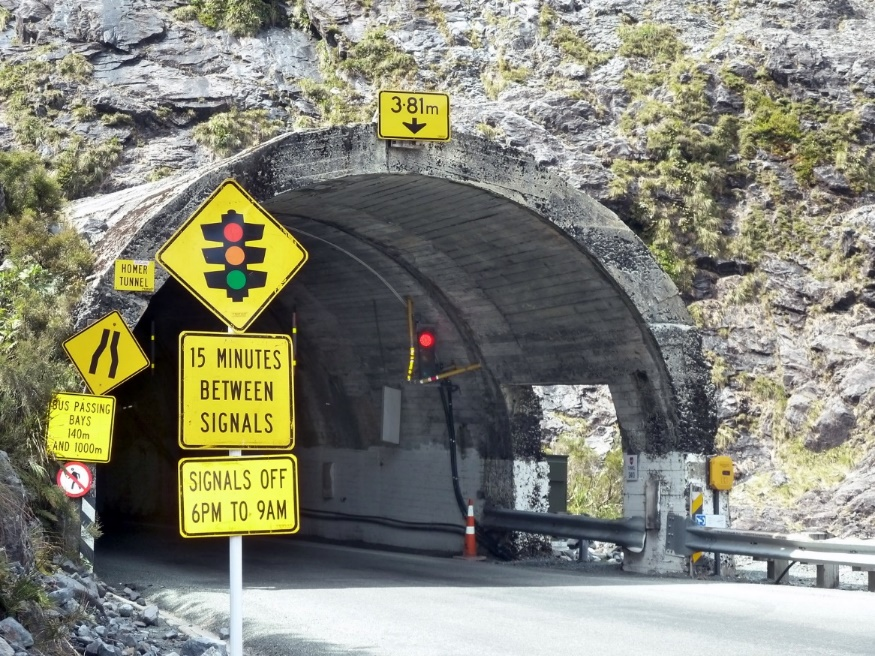 3·81m
HOMER
TUNNEL
15 MINUTES
BETWEEN
SIGNALS
BUS PASSING
BAYS
140m
AND 1000m
SIGNALS OFF
6PM TO 9AM